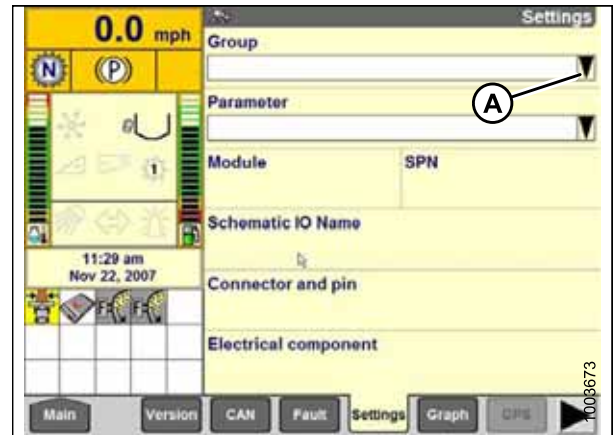 0.0 mph
Settings
Group
N
(P)
A
Parameter
1
Module
SPN
Schematic IO Name
11:29 am
Nov 22, 2007
Connector and pin
Electrical component
1003673
Main
Version
CAN
Fault
Settings
Graph
GPS